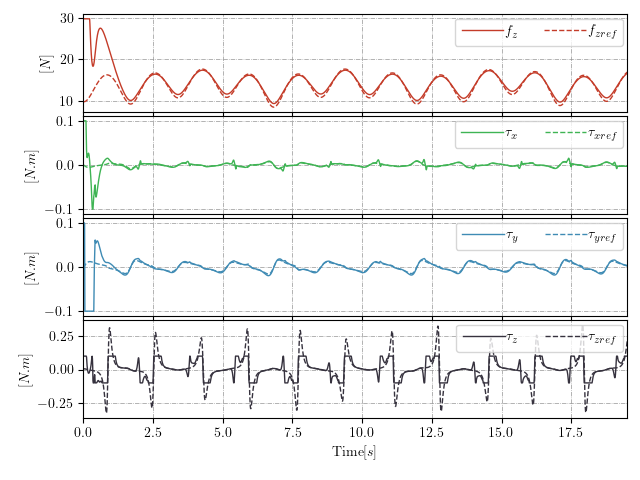 30
20
10
[N]
f_z
f_zref
0.1
0.0
−0.1
[N.m]
τ_x
τ_xref
0.1
0.0
−0.1
[N.m]
τ_y
τ_yref
0.25
0.00
−0.25
[N.m]
τ_z
τ_zref
0.0 2.5 5.0 7.5 10.0 12.5 15.0 17.5
Time[s]